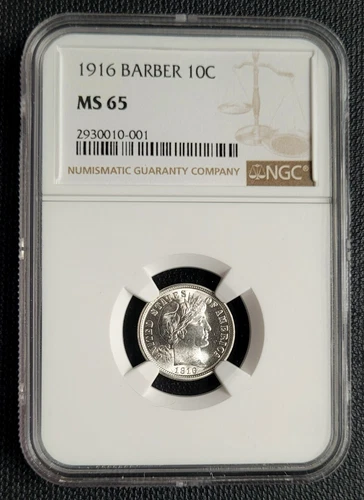 1916 BARBER 10C
MS 65
2930010-001
NUMISMATIC GUARANTY COMPANY
NGC®
UNITED STATES OF AMERICA
1916